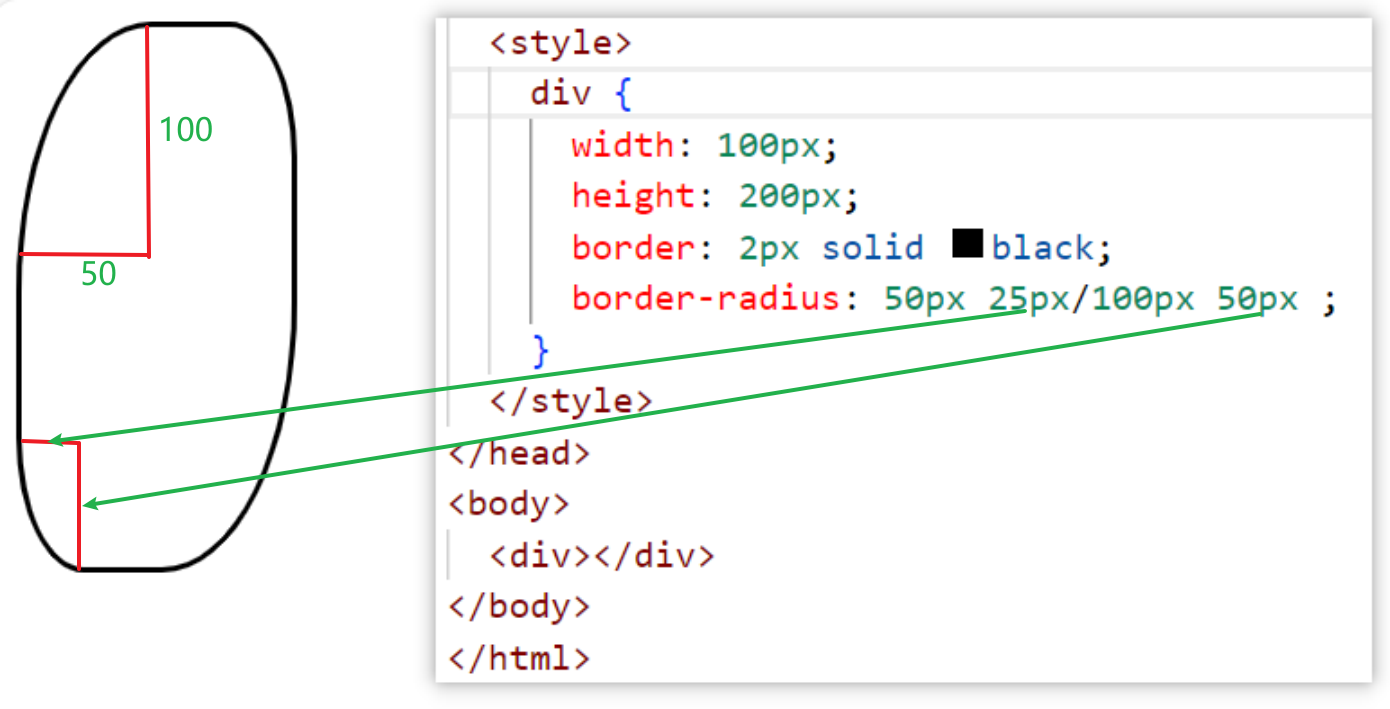 100
50
<style>
div {
width: 100px;
height: 200px;
border: 2px solid black;
border-radius: 50px 25px/100px 50px ;
}
</style>
</head>
<body>
<div></div>
</body>
</html>